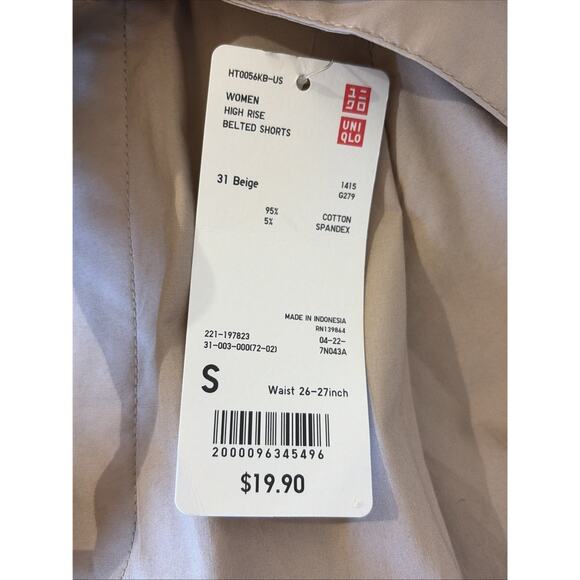 HT0056KB-US
WOMEN
HIGH RISE
BELTED SHORTS
ユニ
クロ
UNI
QLO
31 Beige
1415
G279
95% COTTON
5% SPANDEX
MADE IN INDONESIA
RN139864
221-197823 04-22-
31-003-000(72-02) 7N043A
S Waist 26-27inch
2000096345496
$19.90